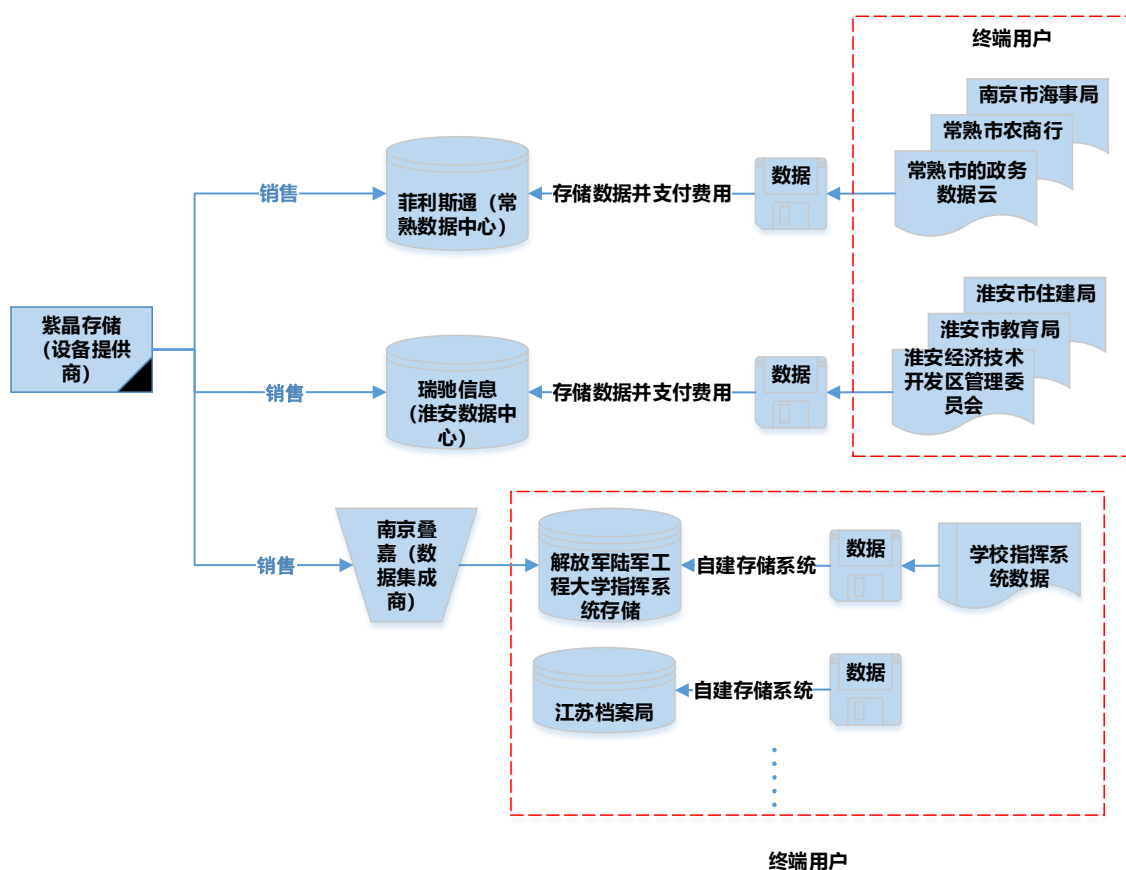 终端用户
南京市海事局
常熟市农商行
常熟市的政务
数据云
数据
存储数据并支付费用
菲利斯通（常
熟数据中心）
销售
淮安市住建局
淮安市教育局
淮安经济技术
开发区管理委
员会
数据
存储数据并支付费用
瑞驰信息
（淮安数据中
心）
销售
紫晶存储
（设备提供
商）
南京叠
嘉（数
据集成
商）
销售
解放军陆军工
程大学指挥系
统存储
自建存储系统
数据
学校指挥系
统数据
江苏档案局
自建存储系统
数据
终端用户